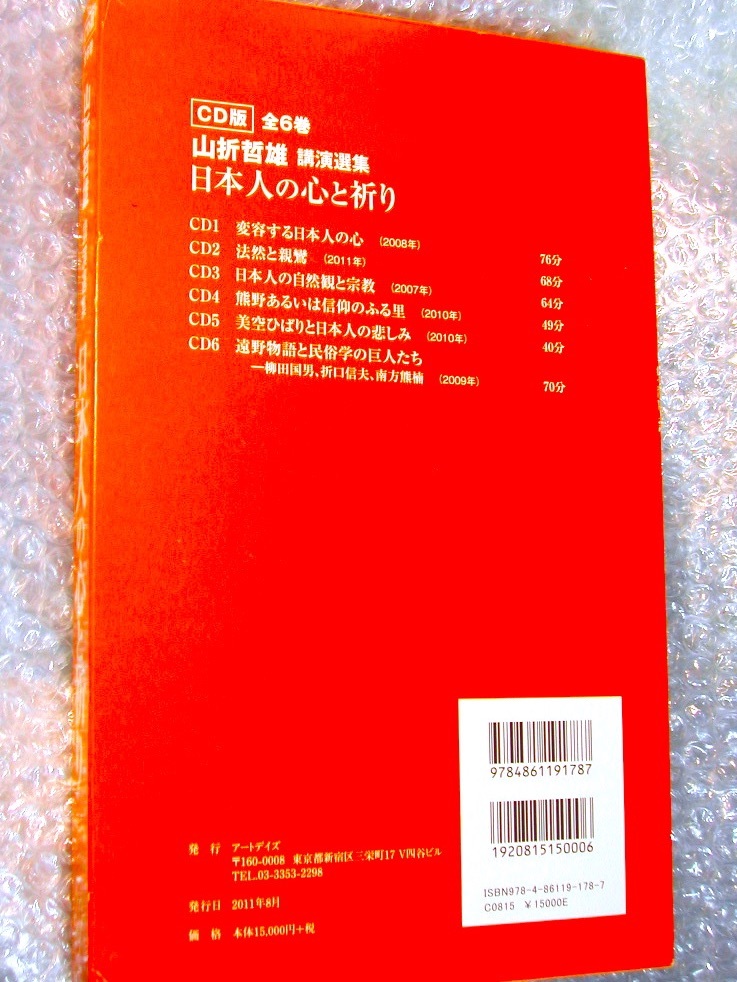 CD版 全6巻
山折哲雄 講演選集
日本人の心と祈り
CD1 変容する日本人の心 (2008年) 76分
CD2 法然と親鸞 (2011年) 68分
CD3 日本人の自然観と宗教 (2007年) 64分
CD4 熊野あるいは信仰のふる里 (2010年) 49分
CD5 美空ひばりと日本人の悲しみ (2010年) 40分
CD6 遠野物語と民俗学の巨人たち
―柳田国男、折口信夫、南方熊楠 (2009年) 70分
9784861191787
1920815150006
ISBN978-4-86119-178-7
C0815 ¥15000E
発行 アートデイズ
〒160-0008 東京都新宿区三栄町17 V四谷ビル
TEL.03-3353-2298
発行日 2011年8月
価格 本体15,000円+税